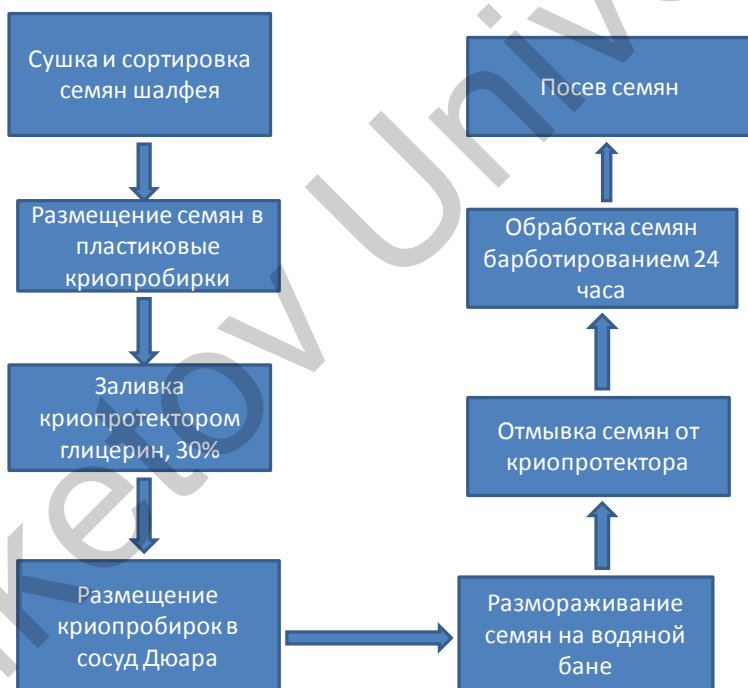 Сушка и сортировка
семян шалфея
Размещение семян в
пластиковые
криопробирки
Заливка
криопротектором
глицерин, 30%
Размещение
криопробирок в
сосуд Дюара
Размораживание
семян на водяной
бане
Отмывка семян от
криопротектора
Обработка семян
барботированием 24
часа
Посев семян